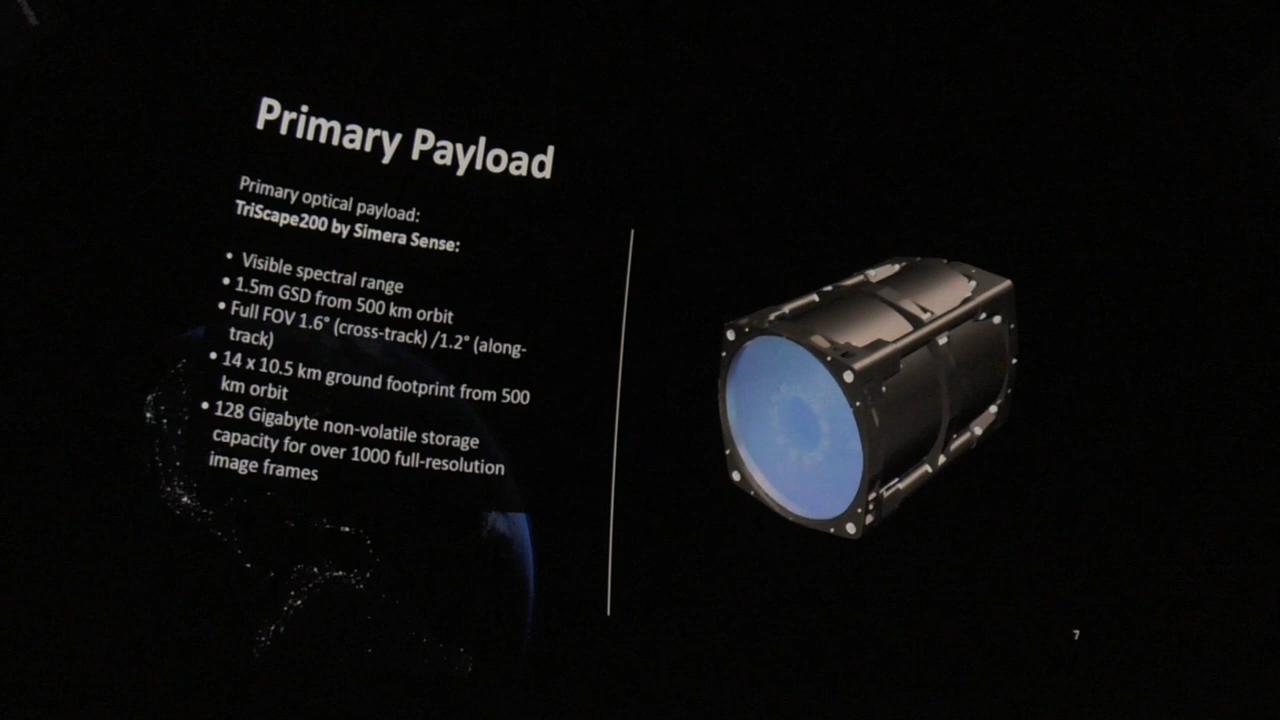 Primary Payload
Primary optical payload:
TriScape200 by Simera Sense:
• Visible spectral range
• 1.5m GSD from 500 km orbit
• Full FOV 1.6° (cross-track) /1.2° (along-
track)
• 14 x 10.5 km ground footprint from 500
km orbit
• 128 Gigabyte non-volatile storage
capacity for over 1000 full-resolution
image frames
7